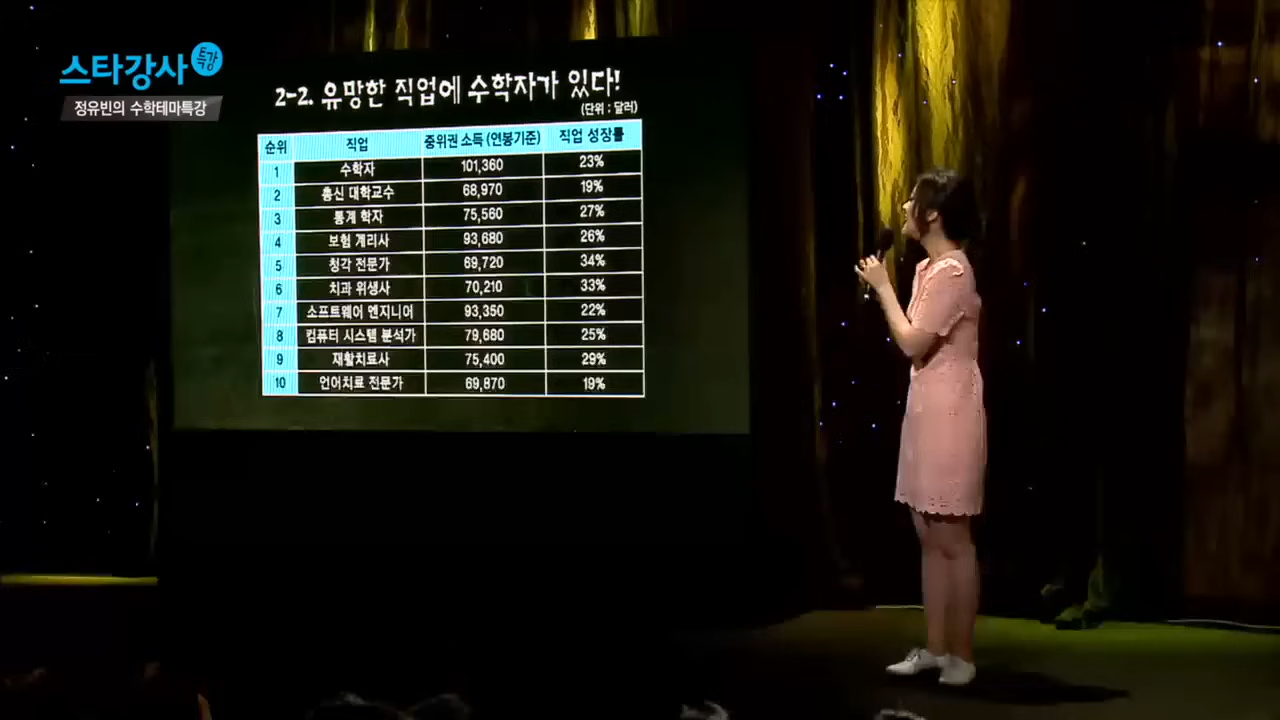 스타강사 특강
정유빈의 수학테마특강
2-2. 유망한 직업에 수학자가 있다!
(단위 : 달러)
순위 직업 중위권 소득 (연봉기준) 직업 성장률
1 수학자 101,360 23%
2 종신 대학교수 68,970 19%
3 통계 학자 75,560 27%
4 보험 계리사 93,680 26%
5 청각 전문가 69,720 34%
6 치과 위생사 70,210 33%
7 소프트웨어 엔지니어 93,350 22%
8 컴퓨터 시스템 분석가 79,680 25%
9 재활치료사 75,400 29%
10 언어치료 전문가 69,870 19%